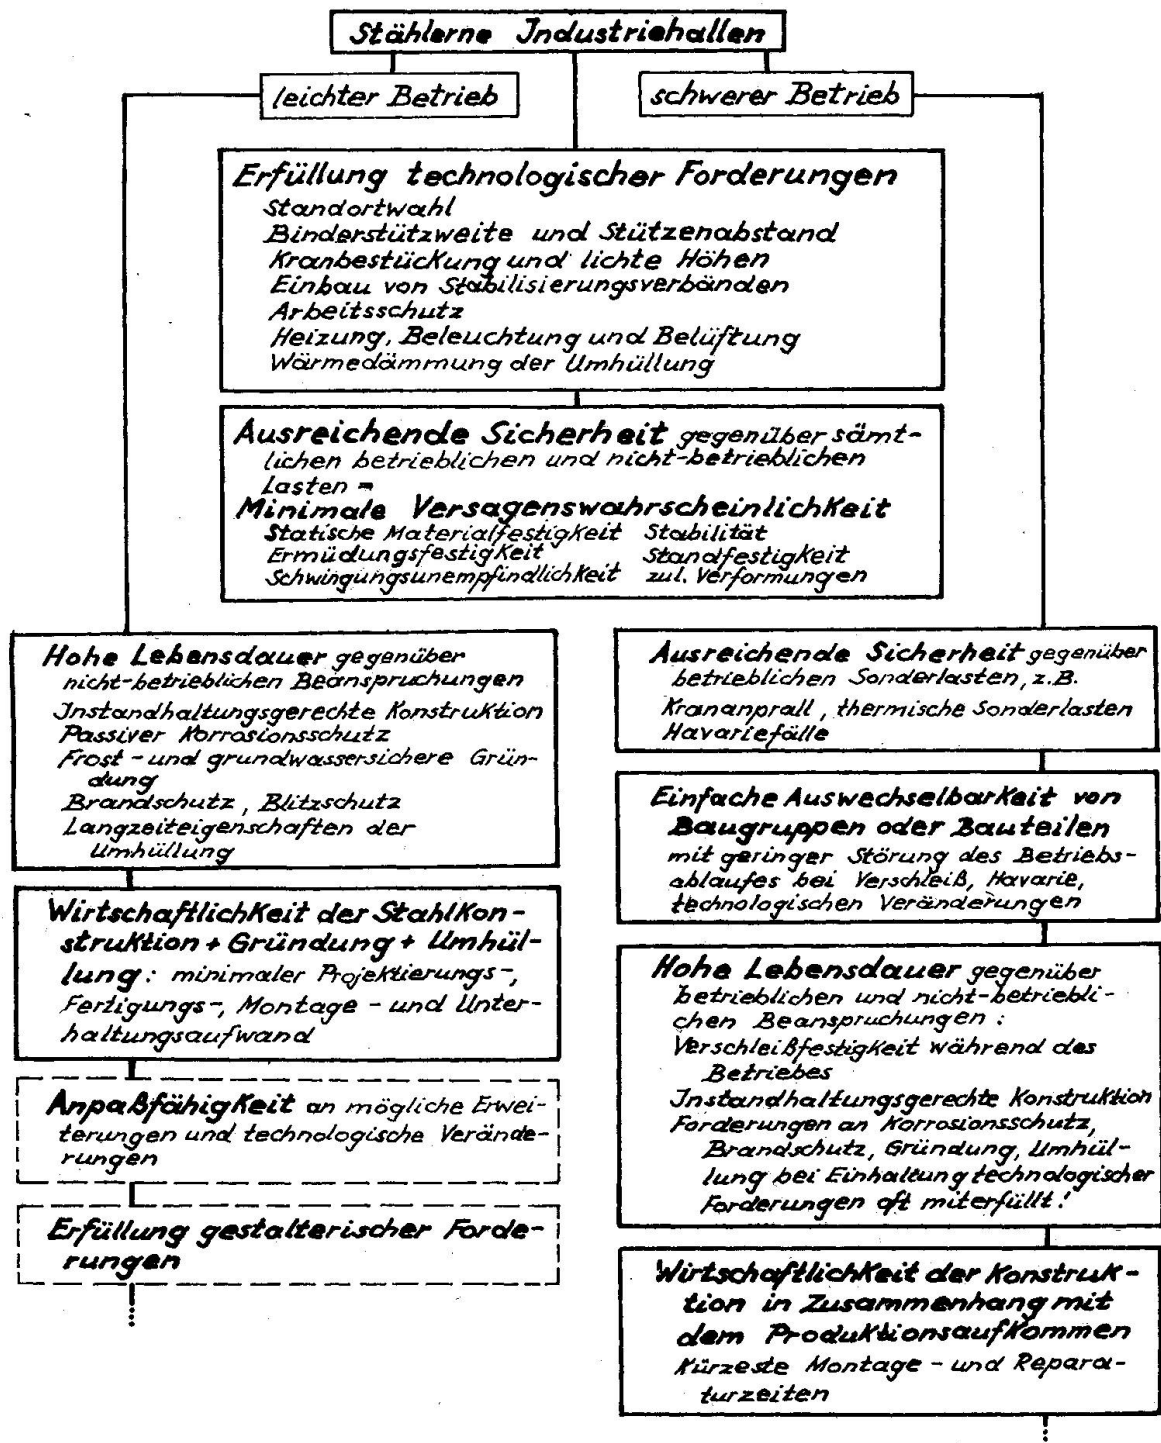 Stählerne Industriehallen
leichter Betrieb
schwerer Betrieb
Erfüllung technologischer Forderungen
Standortwahl
Binderstützweite und Stützenabstand
Kranbestückung und lichte Höhen
Einbau von Stabilisierungsverbänden
Arbeitsschutz
Heizung, Beleuchtung und Belüftung
Wärmedämmung der Umhüllung
Ausreichende Sicherheit gegenüber sämt-
lichen betrieblichen und nicht-betrieblichen
Lasten =
Minimale Versagenswahrscheinlichkeit
Statische Materialfestigkeit Stabilität
Ermüdungsfestigkeit Standfestigkeit
Schwingungsunempfindlichkeit zul. Verformungen
Hohe Lebensdauer gegenüber
nicht-betrieblichen Beanspruchungen
Instandhaltungsgerechte Konstruktion
Passiver Korrosionsschutz
Frost- und grundwassersichere Grün-
dung
Brandschutz, Blitzschutz
Langzeiteigenschaften der
Umhüllung
Wirtschaftlichkeit der Stahlkon-
struktion + Gründung + Umhül-
lung: minimaler Projektierungs-,
Fertigungs-, Montage- und Unter-
haltungsaufwand
Anpaßfähigkeit an mögliche Erwei-
terungen und technologische Verände-
rungen
Erfüllung gestalterischer Forde-
rungen
Ausreichende Sicherheit gegenüber
betrieblichen Sonderlasten, z.B.
Krananprall, thermische Sonderlasten
Havariefälle
Einfache Auswechselbarkeit von
Baugruppen oder Bauteilen
mit geringer Störung des Betriebs-
ablaufes bei Verschleiß, Havarie,
technologischen Veränderungen
Hohe Lebensdauer gegenüber
betrieblichen und nicht-betriebli-
chen Beanspruchungen:
Verschleißfestigkeit während des
Betriebes
Instandhaltungsgerechte Konstruktion
Forderungen an Korrosionsschutz,
Brandschutz, Gründung, Umhül-
lung bei Einhaltung technologischer
Forderungen oft miterfüllt!
Wirtschaftlichkeit der Konstruk-
tion in Zusammenhang mit
dem Produktionsaufkommen
Kürzeste Montage- und Repara-
turzeiten